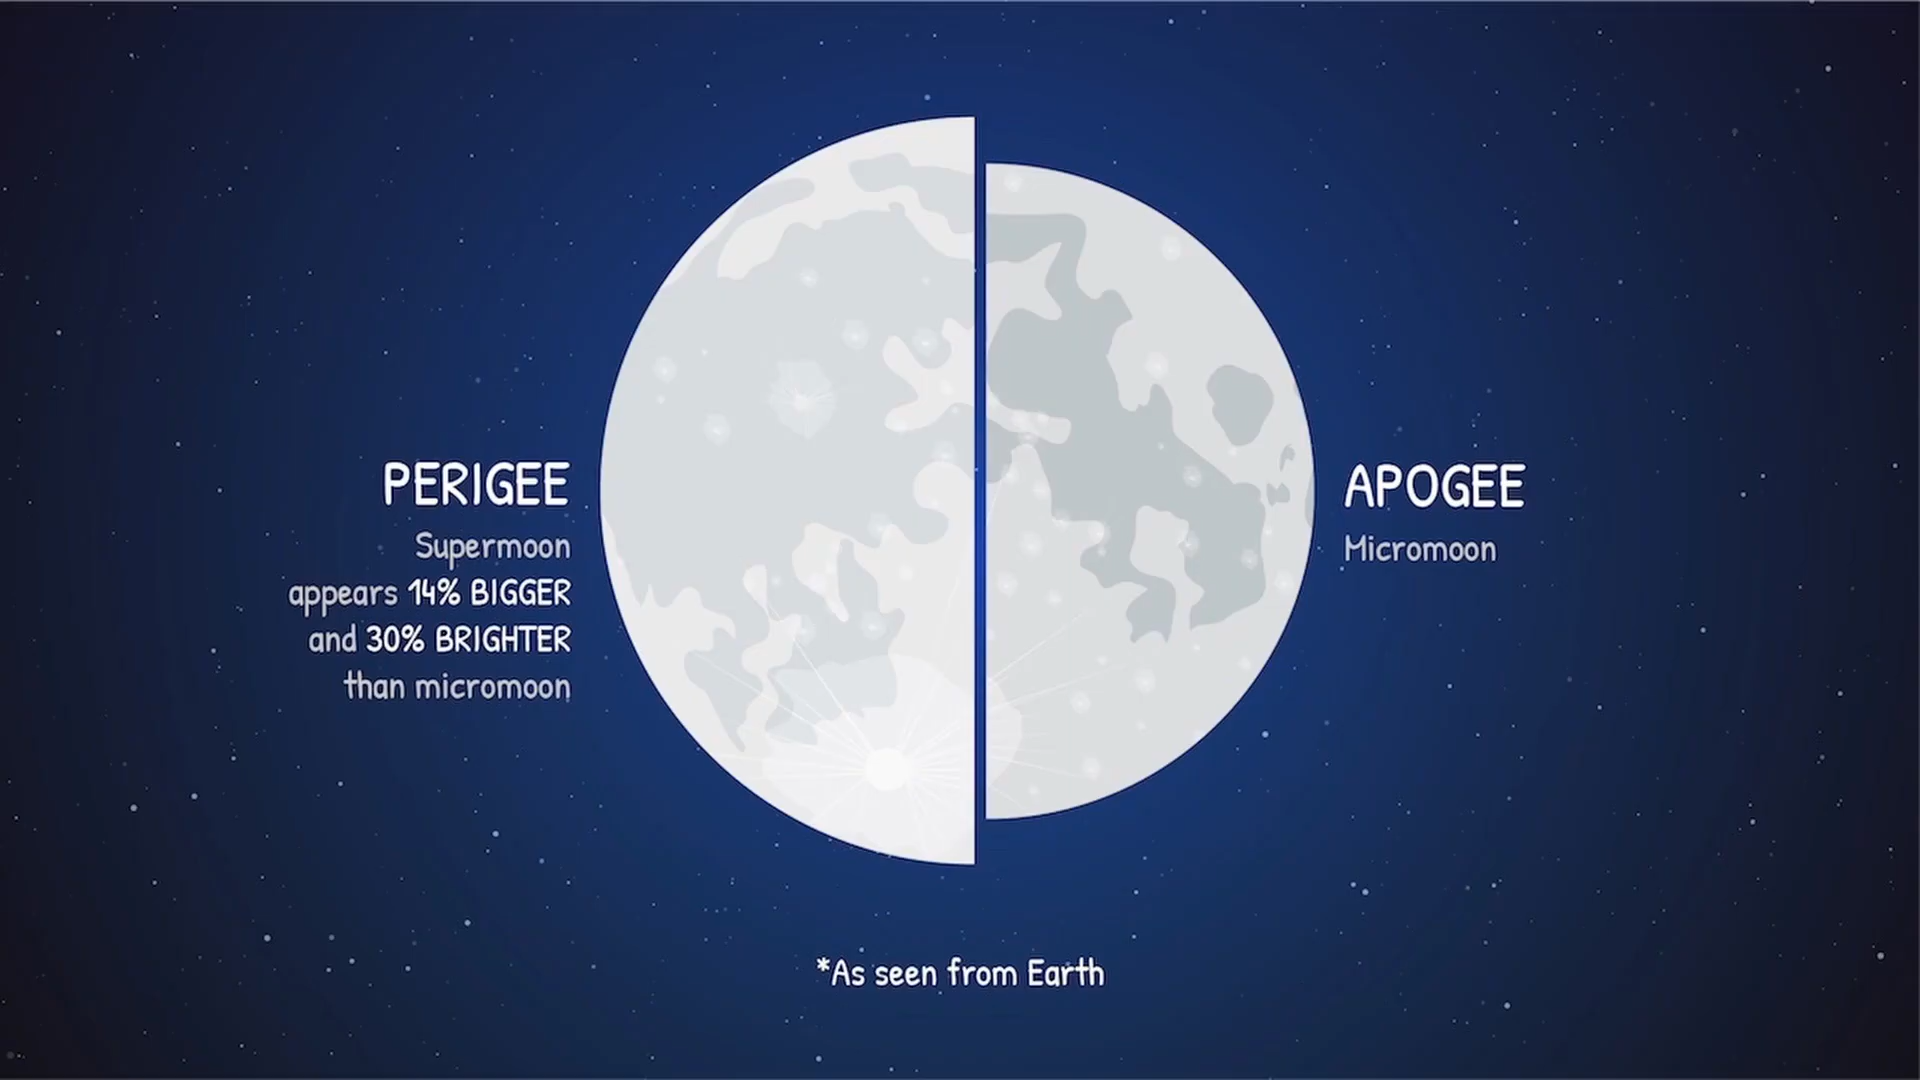 PERIGEE
Supermoon
appears 14% BIGGER
and 30% BRIGHTER
than micromoon
APOGEE
Micromoon
*As seen from Earth